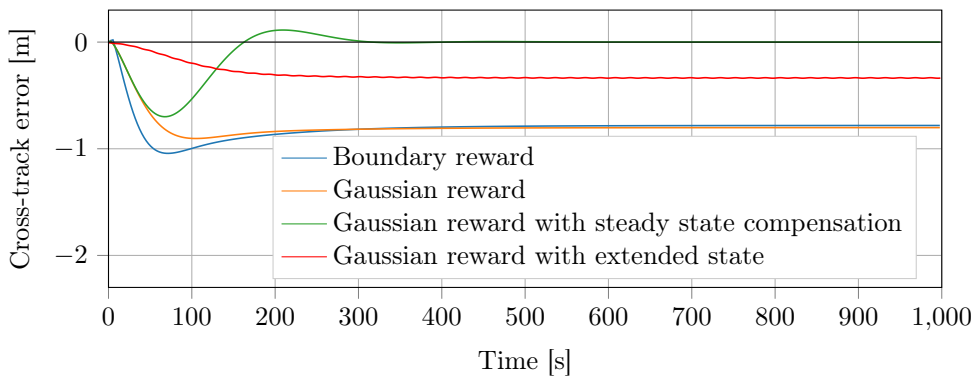 Cross-track error [m]
0
−1
−2
Boundary reward
Gaussian reward
Gaussian reward with steady state compensation
Gaussian reward with extended state
0 100 200 300 400 500 600 700 800 900 1,000
Time [s]